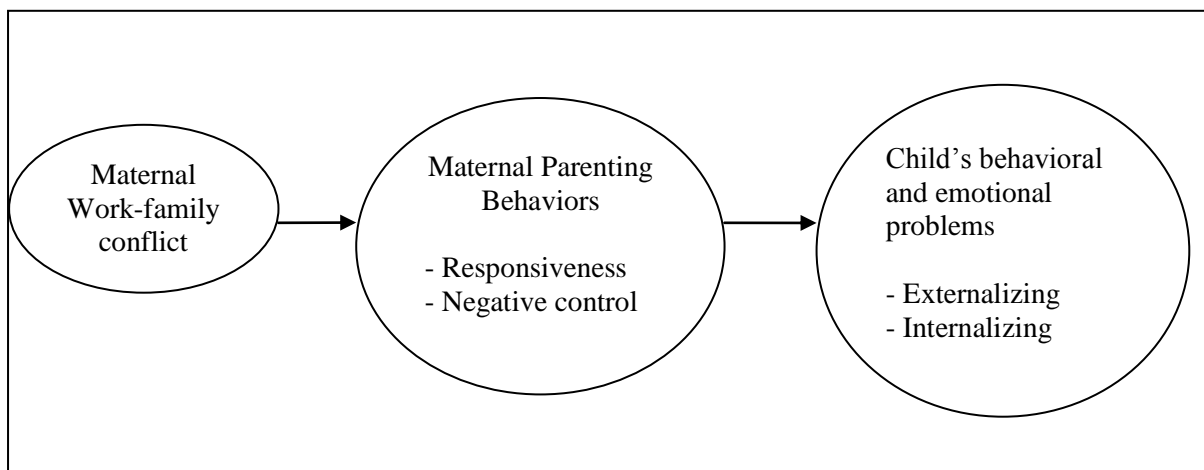 Maternal
Work-family
conflict
Maternal Parenting
Behaviors
- Responsiveness
- Negative control
Child's behavioral
and emotional
problems
- Externalizing
- Internalizing